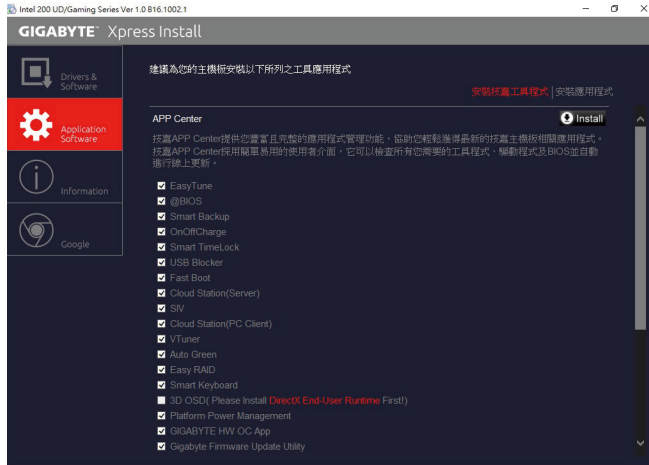 Intel 200 UD/Gaming Series Ver 1.0 B16.1002.1
GIGABYTE™ Xpress Install
Drivers & Software
Application Software
Information
Google
建議為您的主機板安裝以下所列之工具應用程式
安裝技嘉工具程式|安裝應用程式
APP Center
Install
技嘉APP Center提供您豐富且完整的應用程式管理功能，協助您輕鬆獲得最新的技嘉主機板相關應用程式。
技嘉APP Center採用簡單易用的使用者介面，它可以檢查所有您需要的工具程式、驅動程式及BIOS並自動
進行線上更新。
EasyTune
@BIOS
Smart Backup
OnOffCharge
Smart TimeLock
USB Blocker
Fast Boot
Cloud Station(Server)
SIV
Cloud Station(PC Client)
VTuner
Auto Green
Easy RAID
Smart Keyboard
3D OSD( Please Install DirectX End-User Runtime First!)
Platform Power Management
GIGABYTE HW OC App
Gigabyte Firmware Update Utility